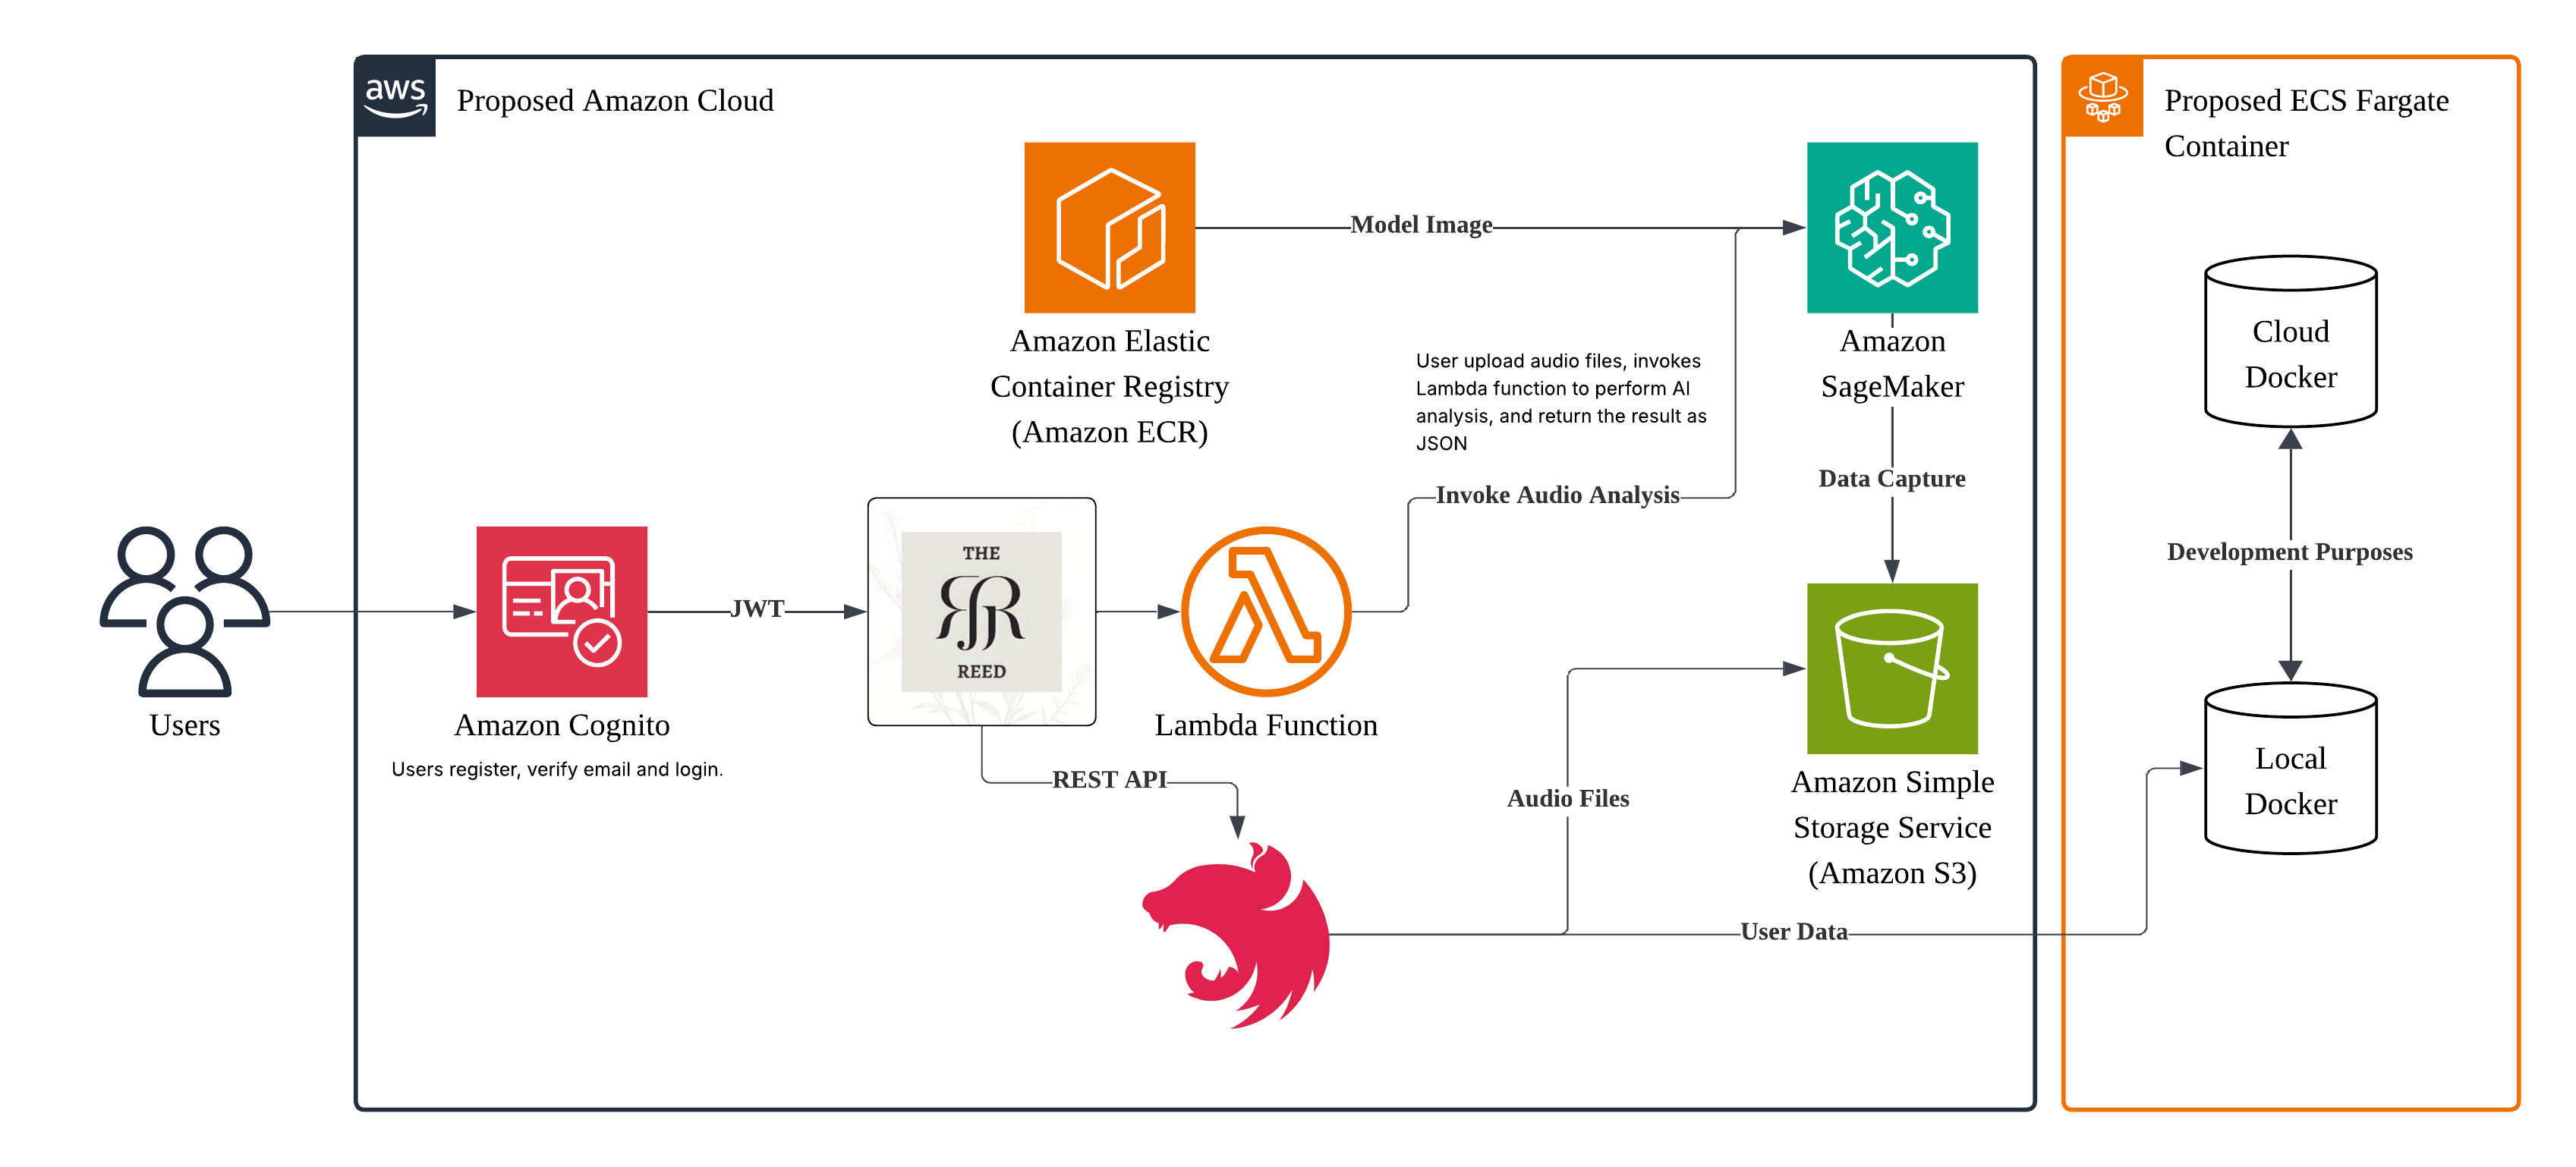 aws
Proposed Amazon Cloud
Proposed ECS Fargate
Container
Model Image
Amazon Elastic
Container Registry
(Amazon ECR)
User upload audio files, invokes
Lambda function to perform AI
analysis, and return the result as
JSON
Amazon
SageMaker
Cloud
Docker
Invoke Audio Analysis
Data Capture
Development Purposes
Users
Amazon Cognito
Users register, verify email and login.
JWT
THE
RJR
REED
Lambda Function
REST API
Audio Files
Amazon Simple
Storage Service
(Amazon S3)
Local
Docker
User Data